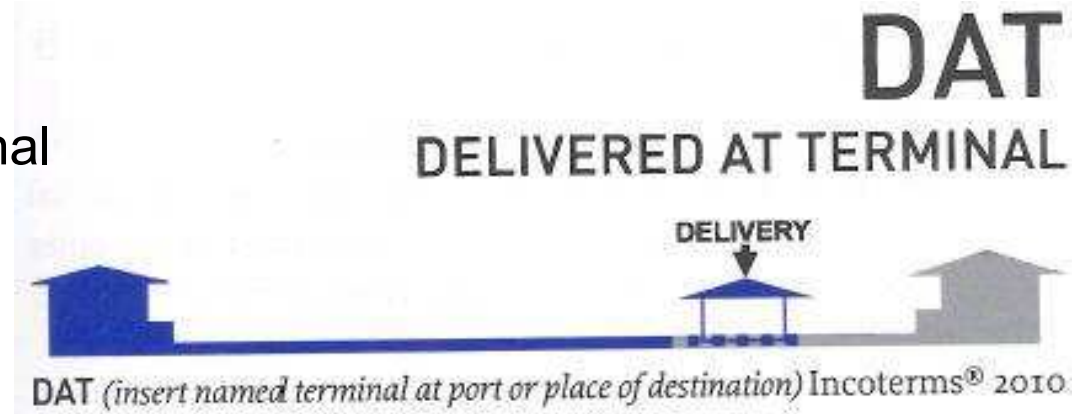 DAT
nal
DELIVERED AT TERMINAL
DELIVERY
DAT (insert named terminal at port or place of destination) Incoterms® 2010